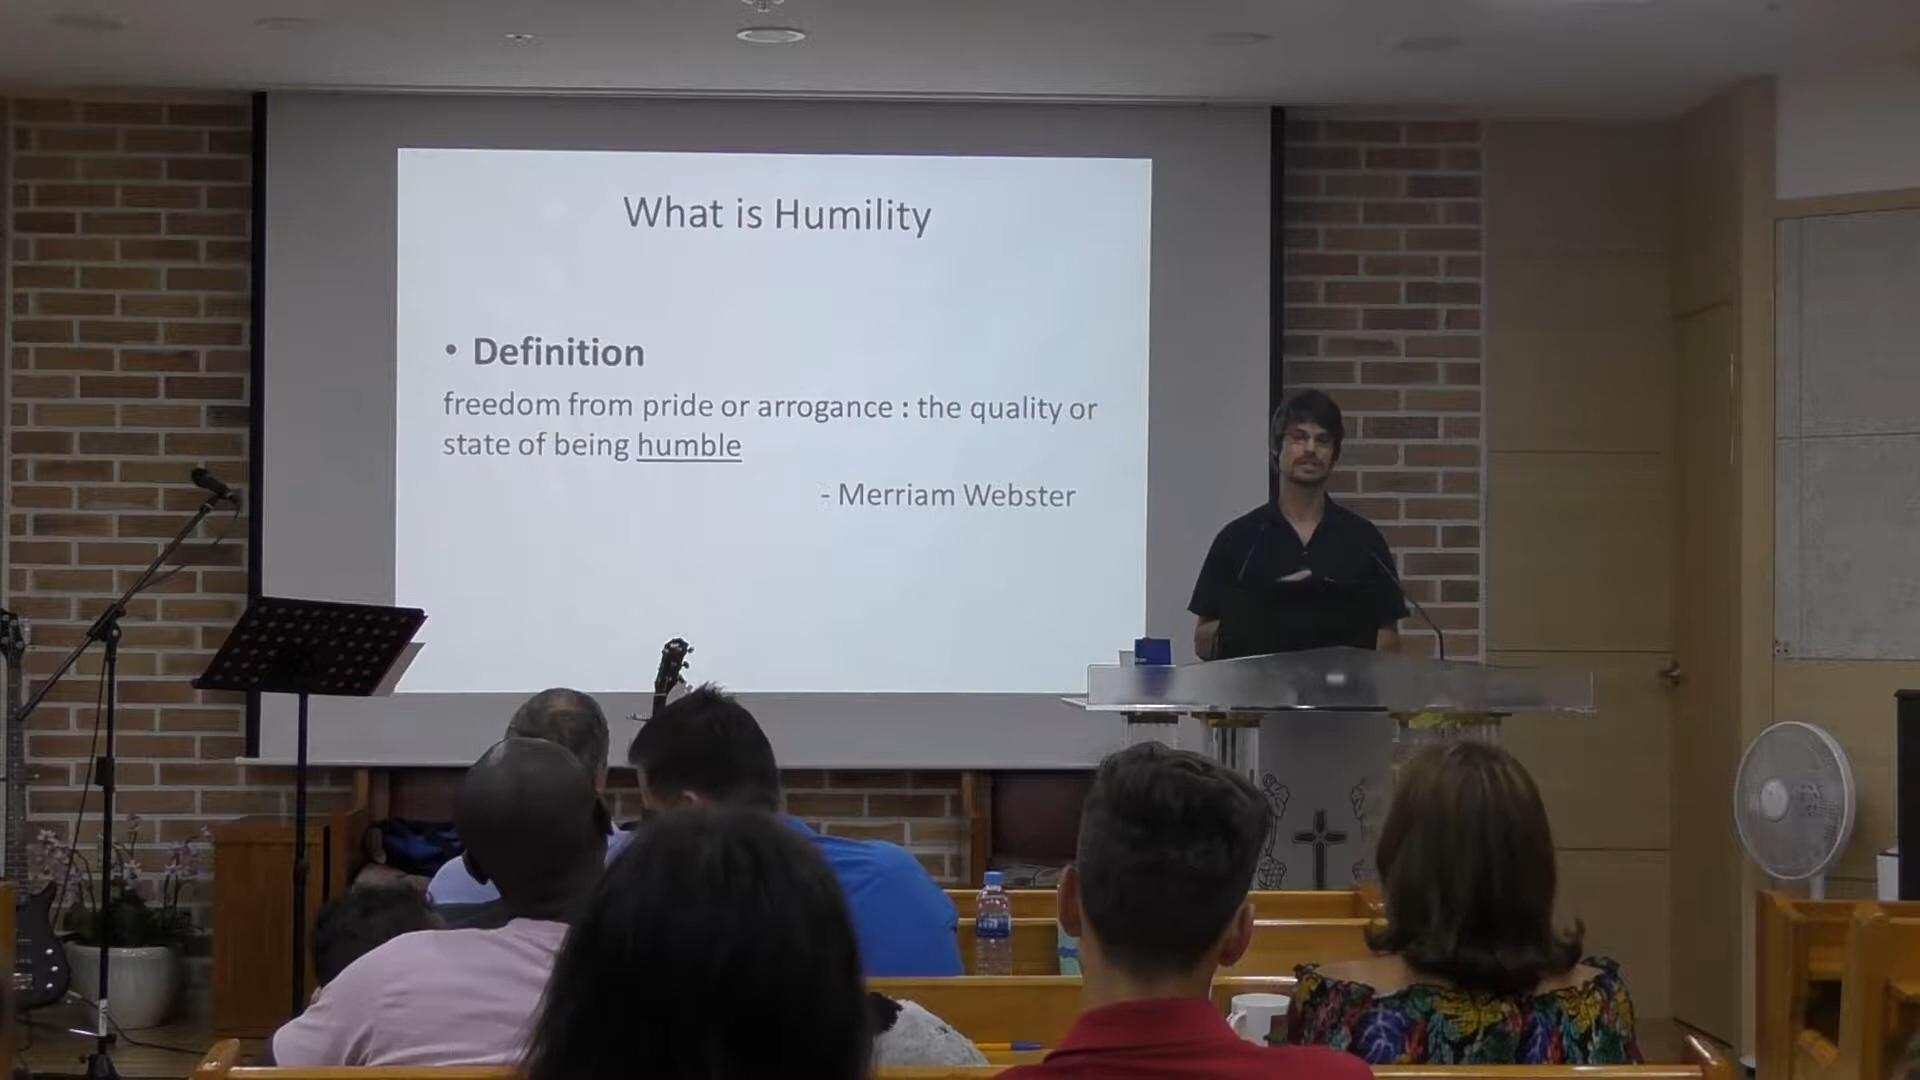 What is Humility
• Definition
freedom from pride or arrogance : the quality or
state of being humble
- Merriam Webster